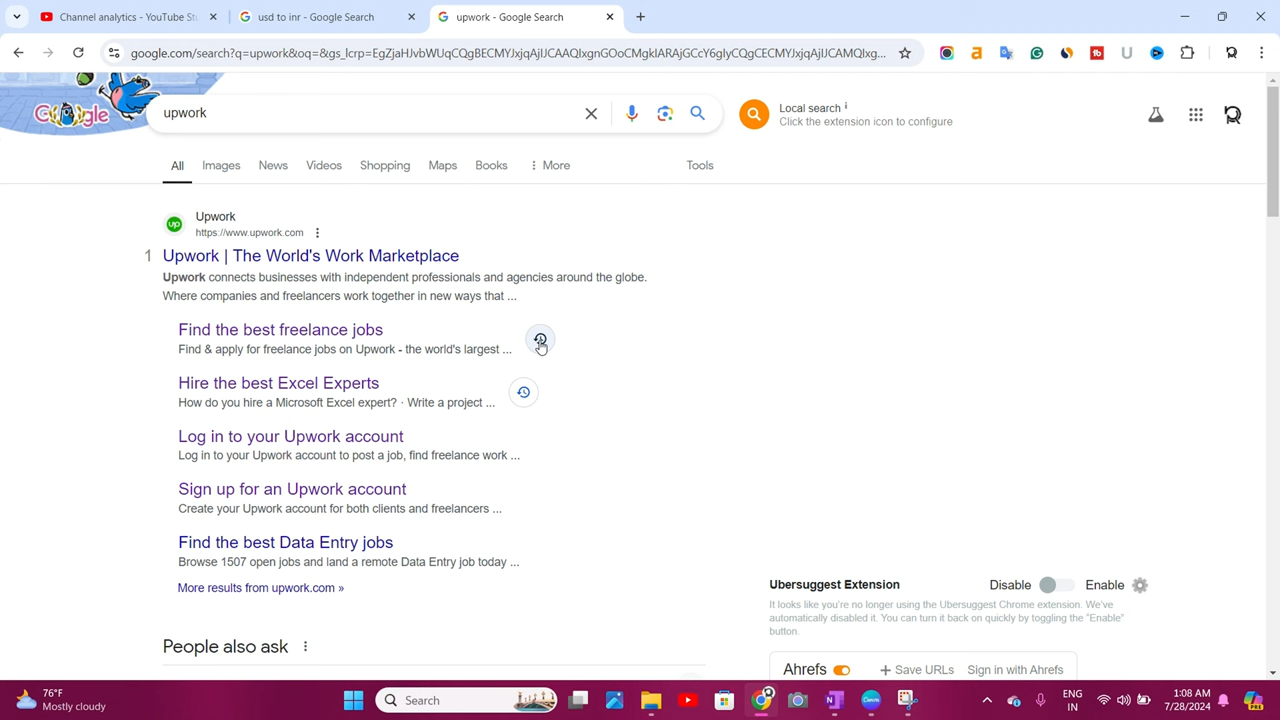 Channel analytics - YouTube St
usd to inr - Google Search
upwork - Google Search
google.com/search?q=upwork&oq=&gs_lcrp=EgZjaHJvbWUqCQgBECMYJxjqAjIJCAAQIxgnGOoCMgkIARAjGCcY6gIyCQgCECMYJxjqAjIJCAMQIxg...
Google
upwork
Local search i
Click the extension icon to configure
All
Images
News
Videos
Shopping
Maps
Books
More
Tools
up
Upwork
https://www.upwork.com
1 Upwork | The World's Work Marketplace
Upwork connects businesses with independent professionals and agencies around the globe.
Where companies and freelancers work together in new ways that ...
Find the best freelance jobs
Find & apply for freelance jobs on Upwork - the world's largest ...
Hire the best Excel Experts
How do you hire a Microsoft Excel expert? · Write a project ...
Log in to your Upwork account
Log in to your Upwork account to post a job, find freelance work ...
Sign up for an Upwork account
Create your Upwork account for both clients and freelancers ...
Find the best Data Entry jobs
Browse 1507 open jobs and land a remote Data Entry job today ...
More results from upwork.com »
Ubersuggest Extension
Disable
Enable
It looks like you're no longer using the Ubersuggest Chrome extension. We've
automatically disabled it. You can turn it back on quickly by toggling the "Enable"
button.
People also ask
Ahrefs
+ Save URLs
Sign in with Ahrefs
76°F
Mostly cloudy
Search
ENG
IN
1:08 AM
7/28/2024